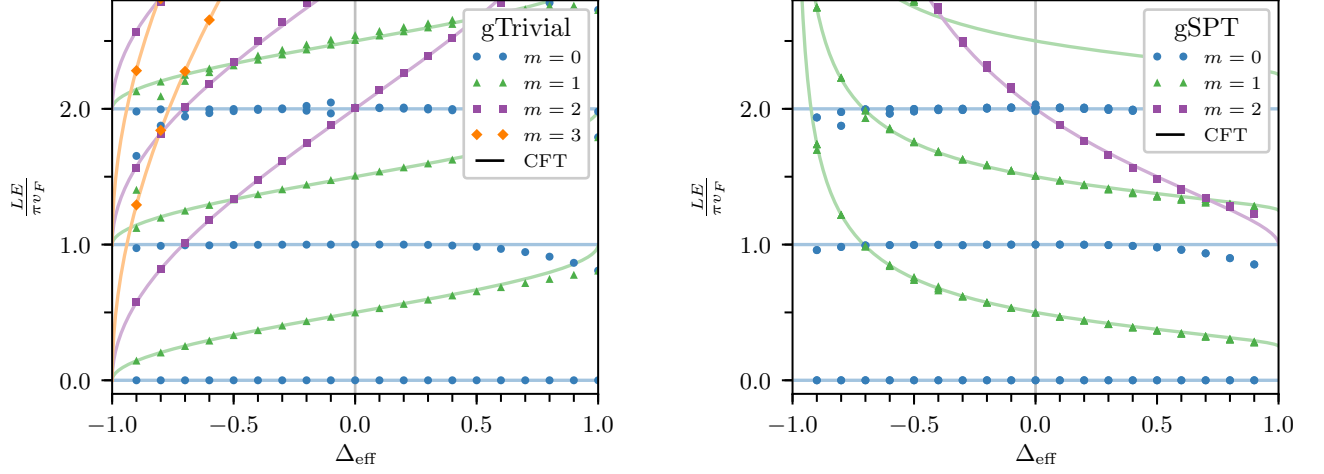 gTrivial
m = 0
m = 1
m = 2
m = 3
CFT
2.0
1.0
0.0
LE
πv_F
−1.0 −0.5 0.0 0.5 1.0
Δ_eff
gSPT
m = 0
m = 1
m = 2
CFT
2.0
1.0
0.0
LE
πv_F
−1.0 −0.5 0.0 0.5 1.0
Δ_eff